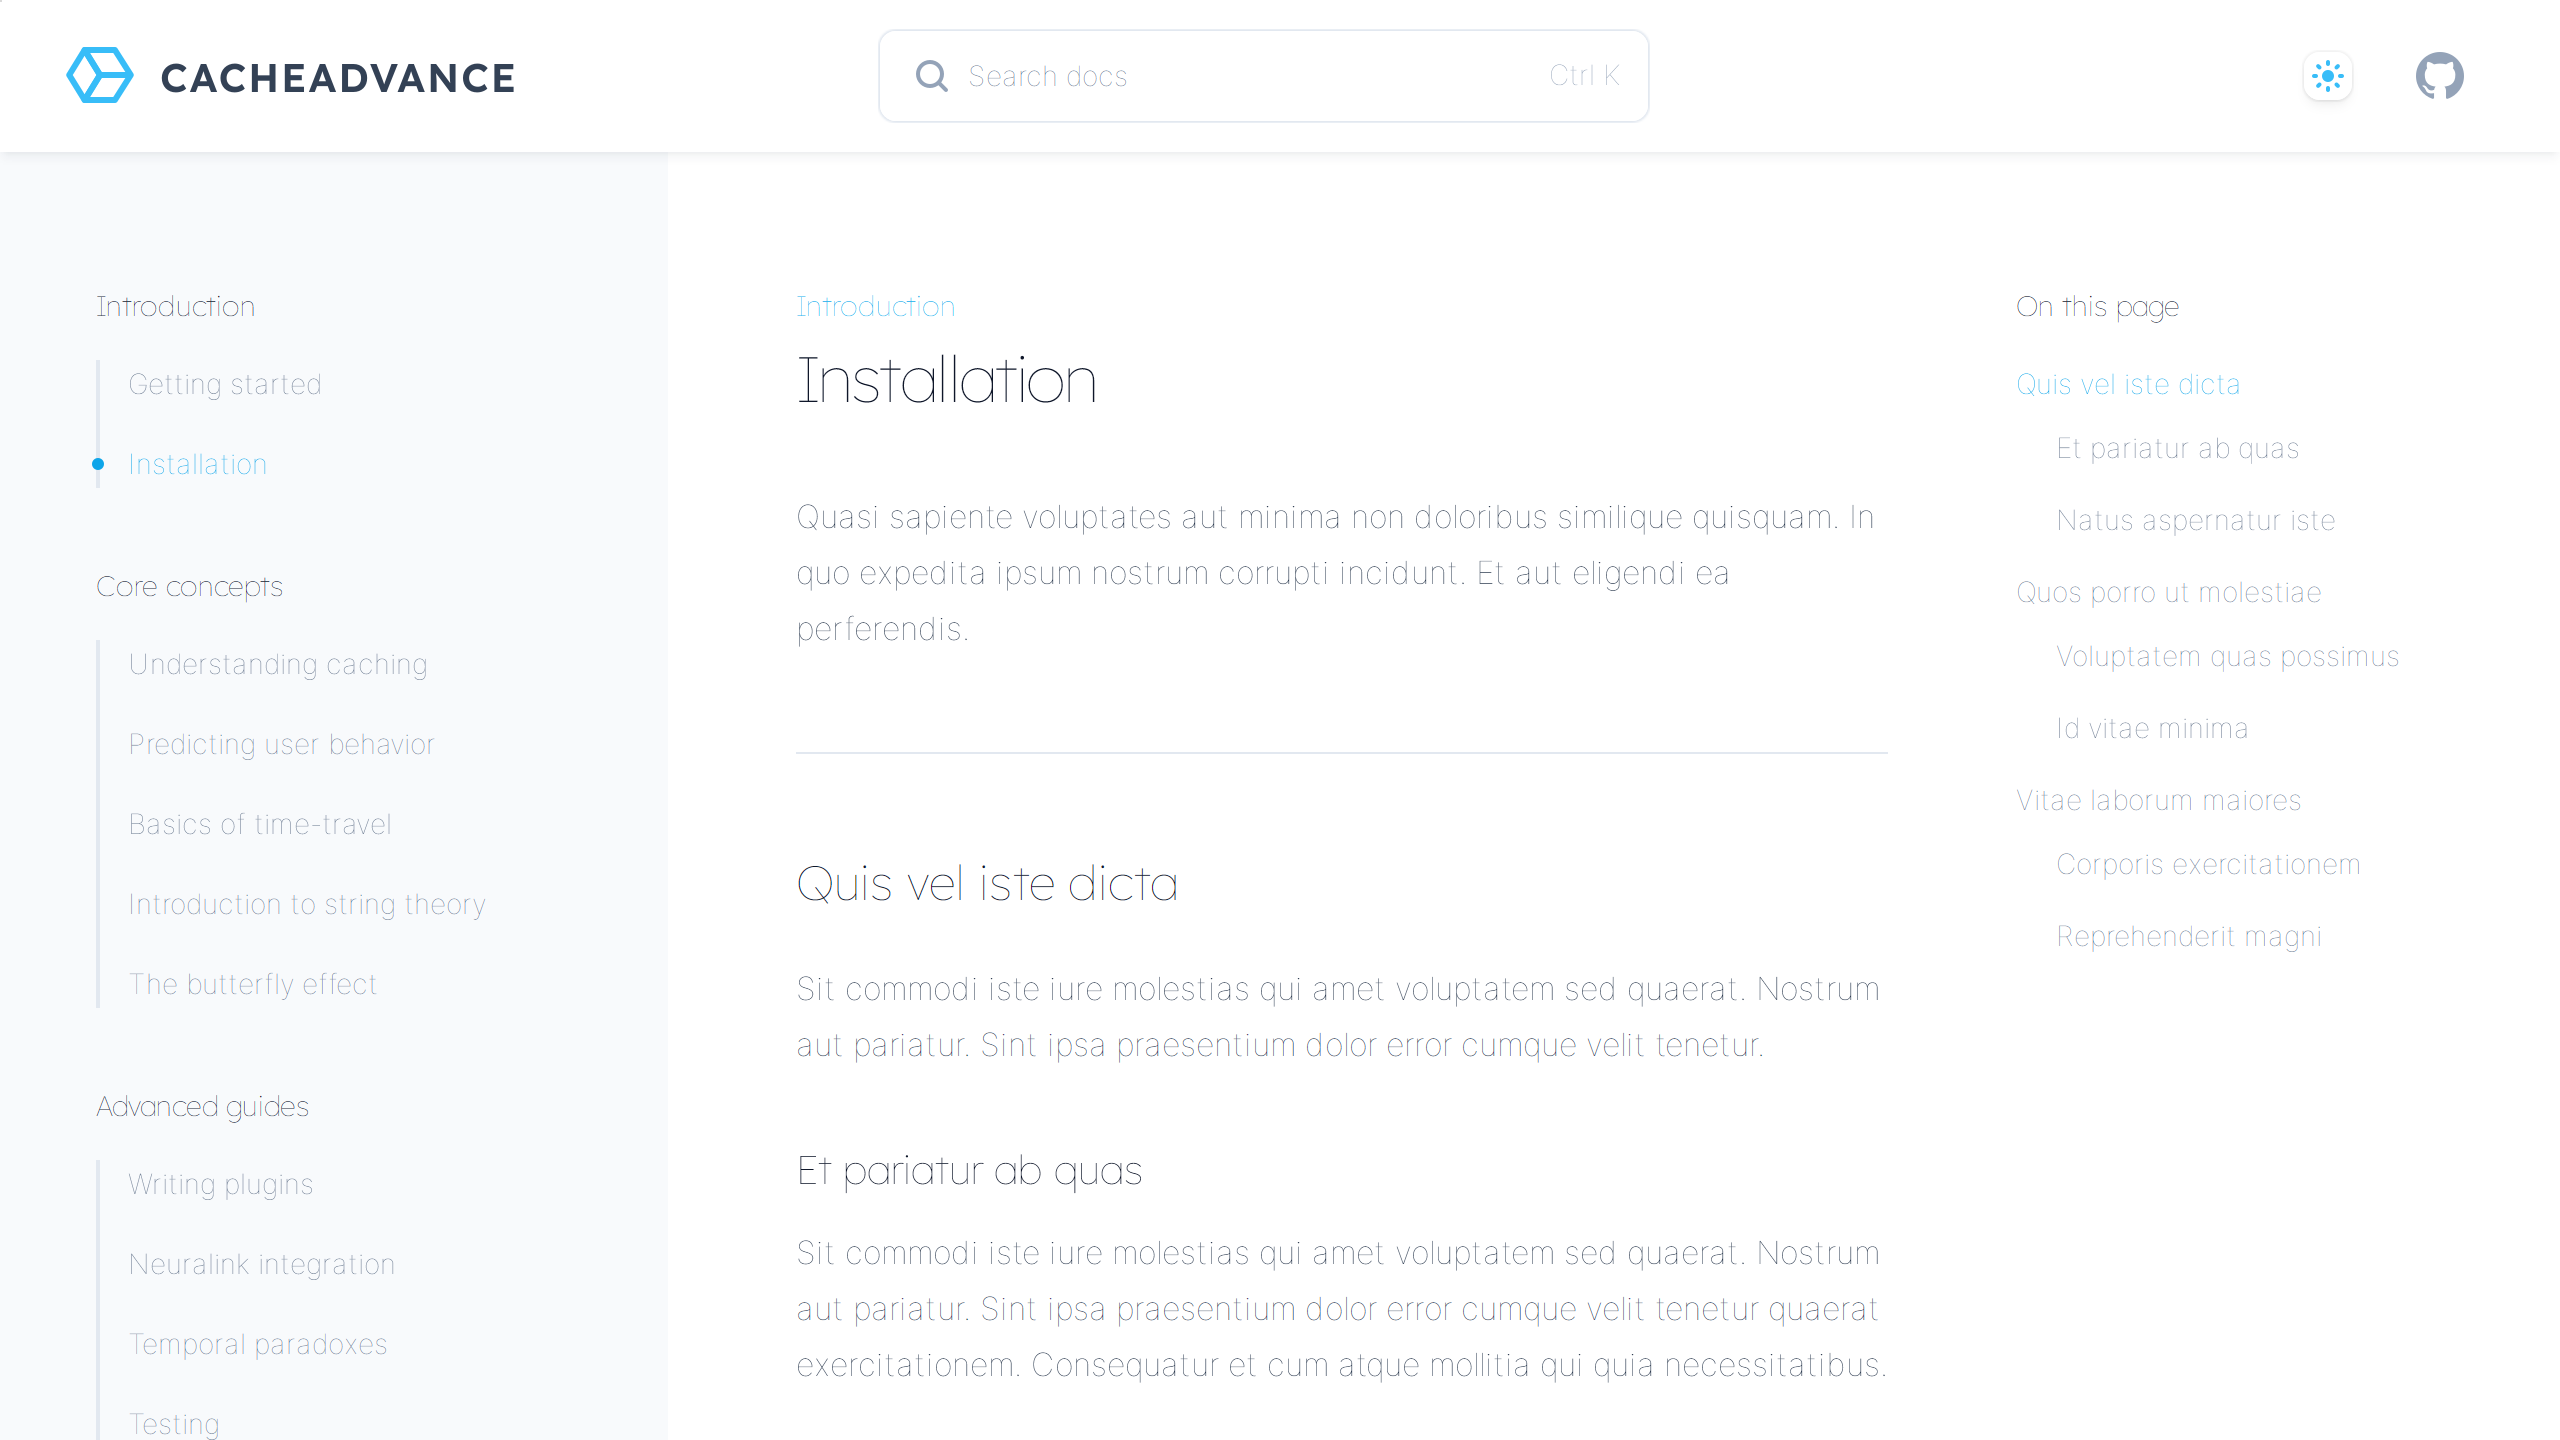 CACHEADVANCE
Search docs
Ctrl K
Introduction
Getting started
Installation
Core concepts
Understanding caching
Predicting user behavior
Basics of time-travel
Introduction to string theory
The butterfly effect
Advanced guides
Writing plugins
Neuralink integration
Temporal paradoxes
Testing
Introduction
Installation
Quasi sapiente voluptates aut minima non doloribus similique quisquam. In
quo expedita ipsum nostrum corrupti incidunt. Et aut eligendi ea
perferendis.
Quis vel iste dicta
Sit commodi iste iure molestias qui amet voluptatem sed quaerat. Nostrum
aut pariatur. Sint ipsa praesentium dolor error cumque velit tenetur.
Et pariatur ab quas
Sit commodi iste iure molestias qui amet voluptatem sed quaerat. Nostrum
aut pariatur. Sint ipsa praesentium dolor error cumque velit tenetur quaerat
exercitationem. Consequatur et cum atque mollitia qui quia necessitatibus.
On this page
Quis vel iste dicta
Et pariatur ab quas
Natus aspernatur iste
Quos porro ut molestiae
Voluptatem quas possimus
Id vitae minima
Vitae laborum maiores
Corporis exercitationem
Reprehenderit magni